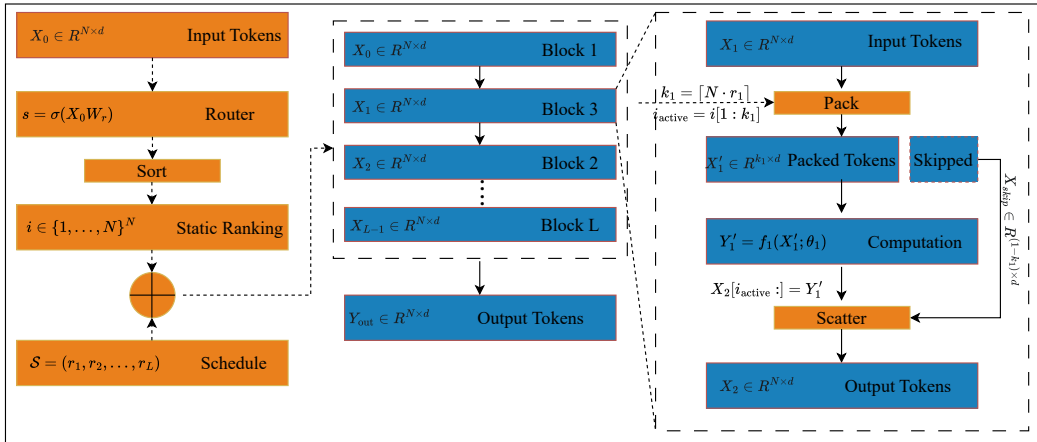 X_0 ∈ R^{N×d} Input Tokens
s = σ(X_0 W_r) Router
Sort
i ∈ {1, . . . , N}^N Static Ranking
S = (r_1, r_2, . . . , r_L) Schedule
X_0 ∈ R^{N×d} Block 1
X_1 ∈ R^{N×d} Block 3
X_2 ∈ R^{N×d} Block 2
X_{L−1} ∈ R^{N×d} Block L
Y_out ∈ R^{N×d} Output Tokens
X_1 ∈ R^{N×d} Input Tokens
k_1 = ⌈N · r_1⌉
i_active = i[1 : k_1]
Pack
X′_1 ∈ R^{k_1×d} Packed Tokens
Skipped
X_{skip} ∈ R^{(1−k_1)×d}
Y′_1 = f_1(X′_1; θ_1) Computation
X_2[i_active :] = Y′_1
Scatter
X_2 ∈ R^{N×d} Output Tokens